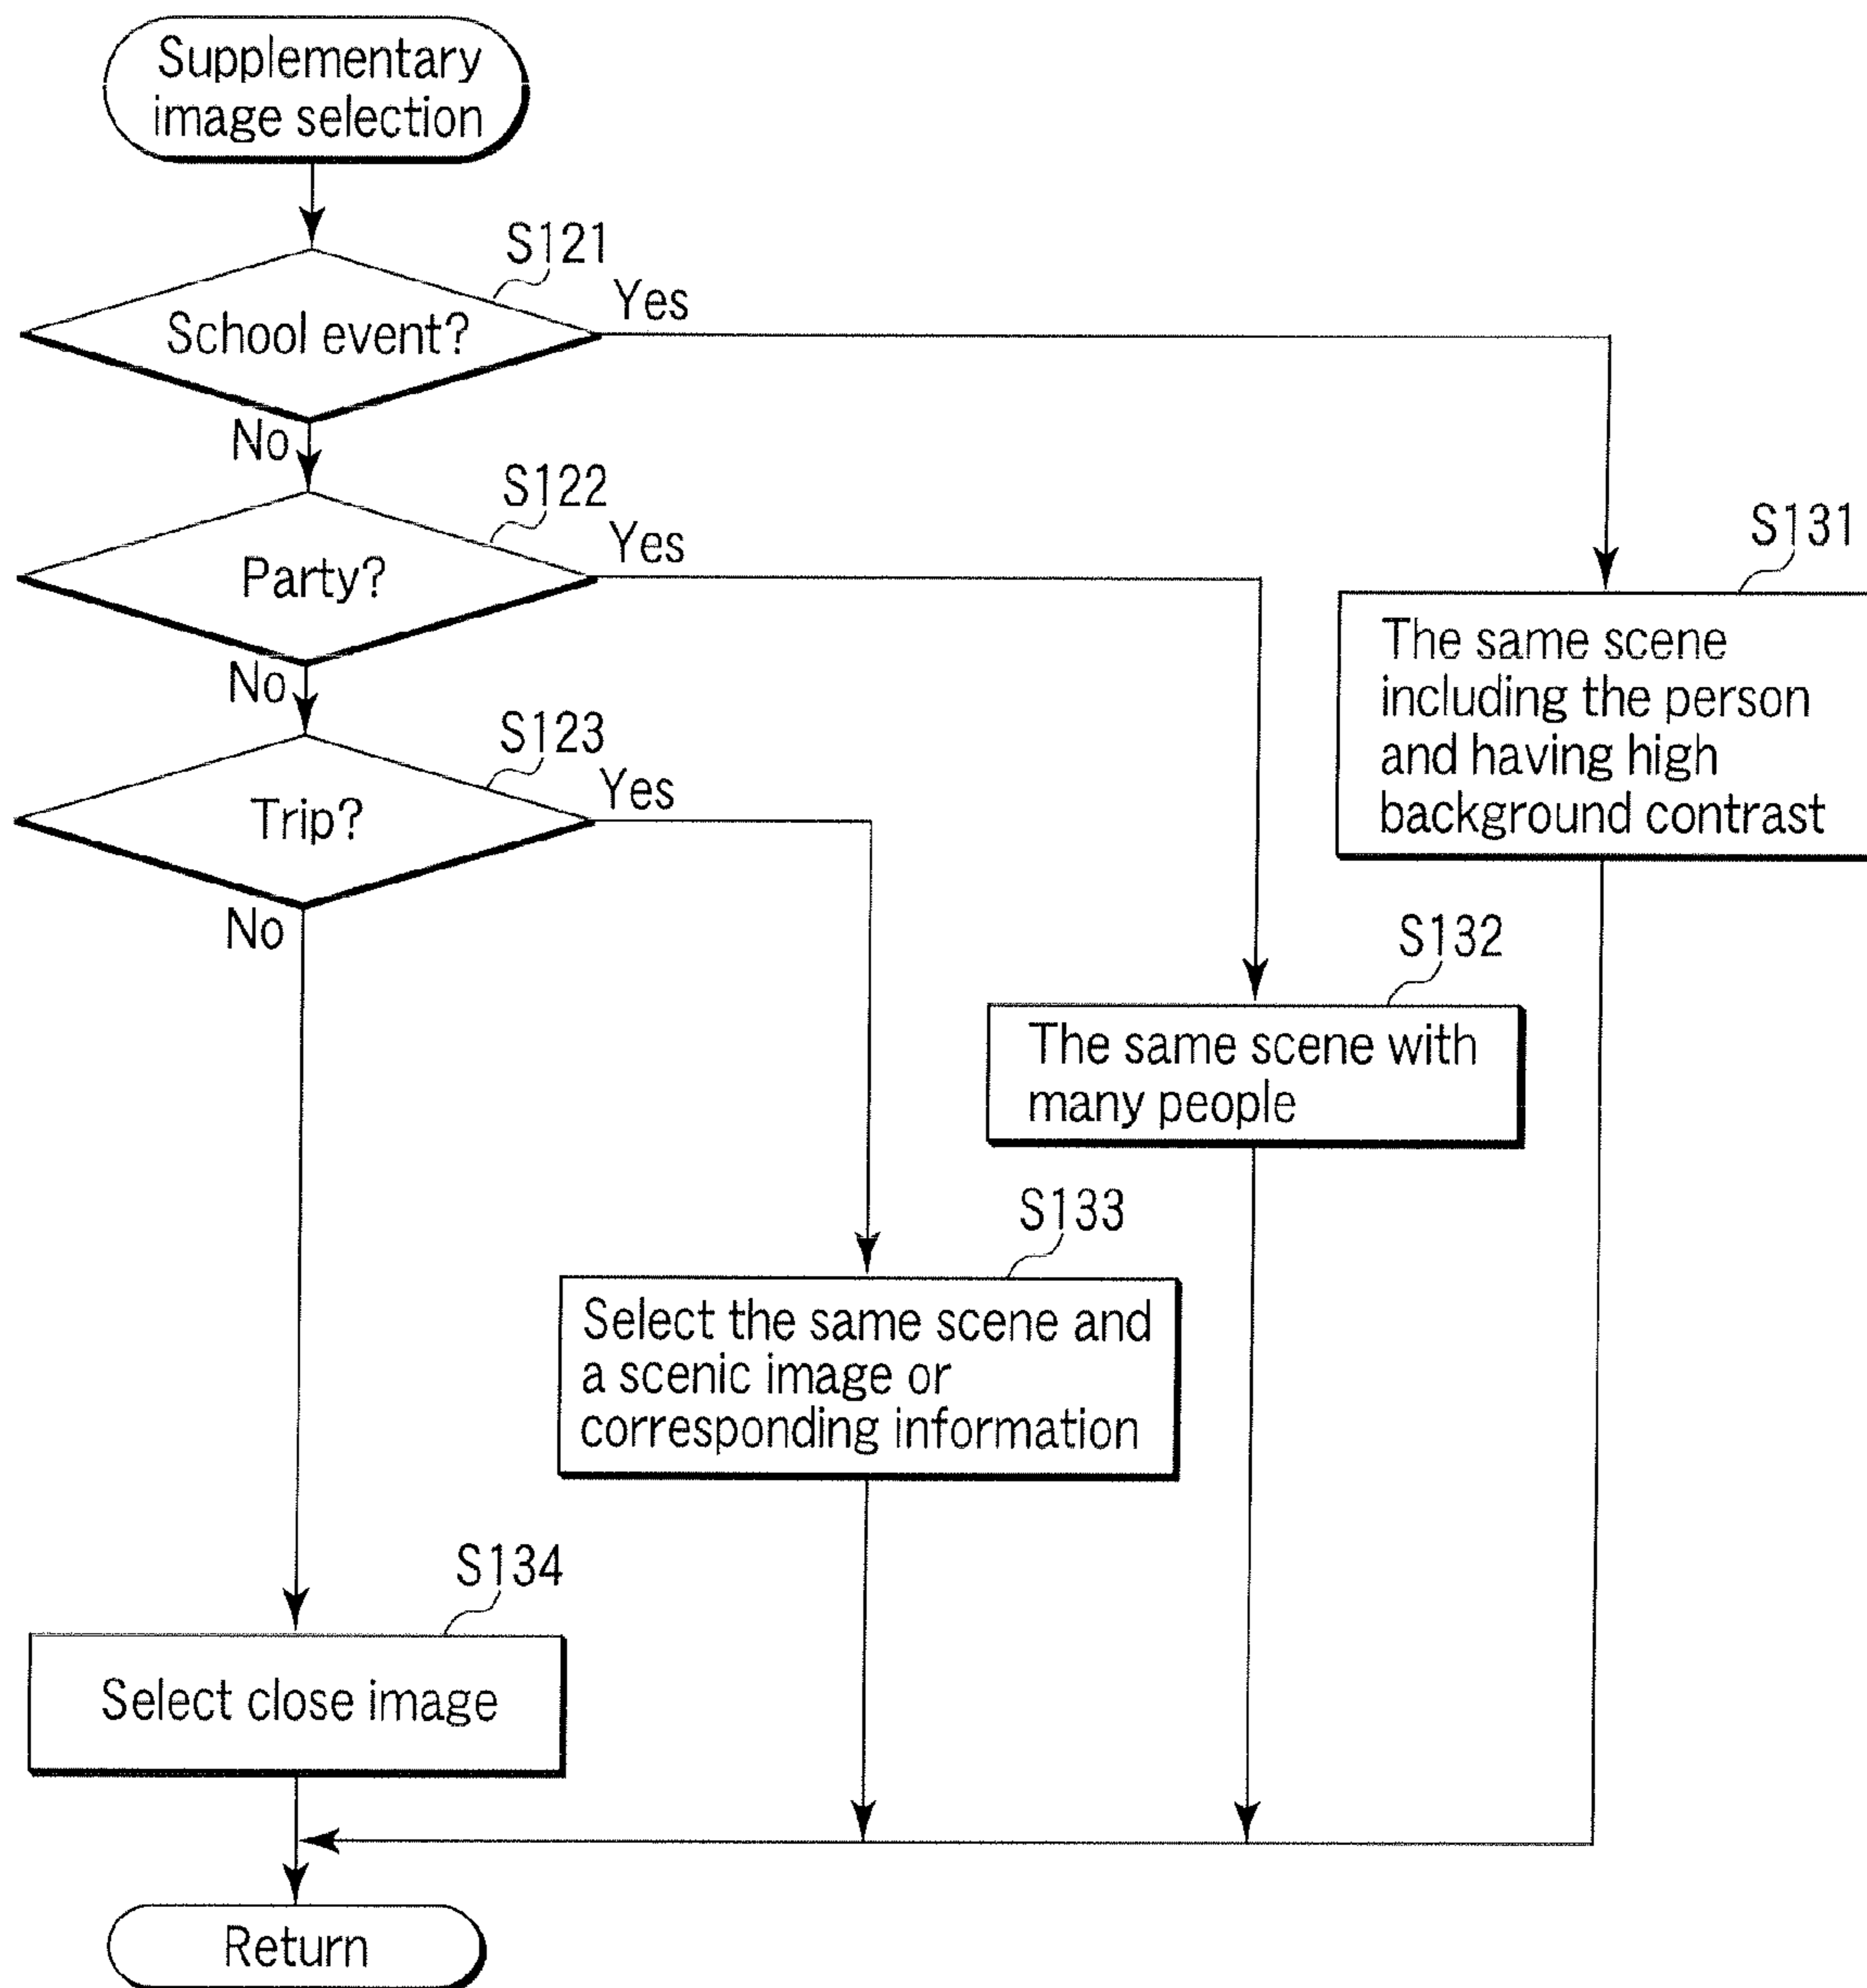 Supplementary
image selection
S121
School event?
Yes
No
S122
Party?
Yes
No
S131
The same scene
including the person
and having high
background contrast
S123
Trip?
Yes
No
S132
The same scene with
many people
S133
Select the same scene and
a scenic image or
corresponding information
S134
Select close image
Return